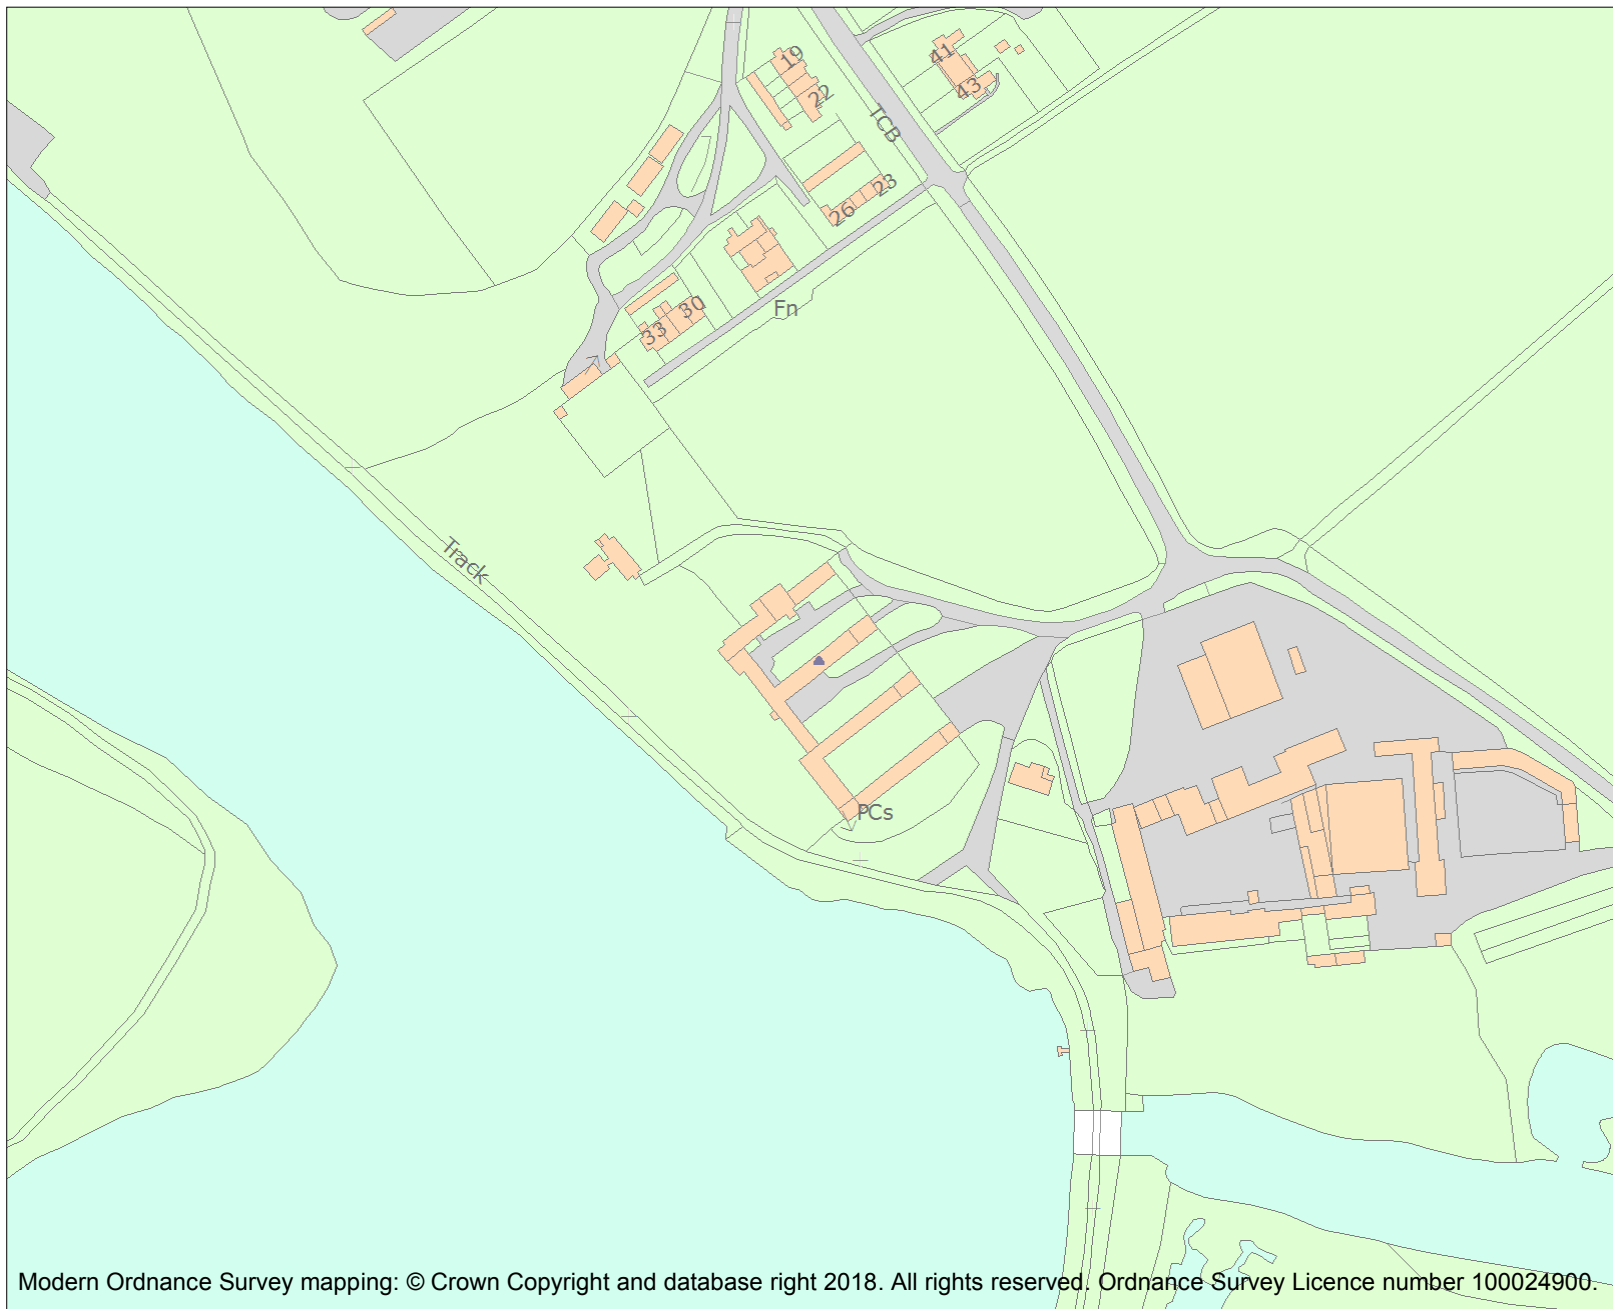 19
41
43
22
TCB
23
26
Fn
30
33
Track
PCs
Modern Ordnance Survey mapping: © Crown Copyright and database right 2018. All rights reserved. Ordnance Survey Licence number 100024900.